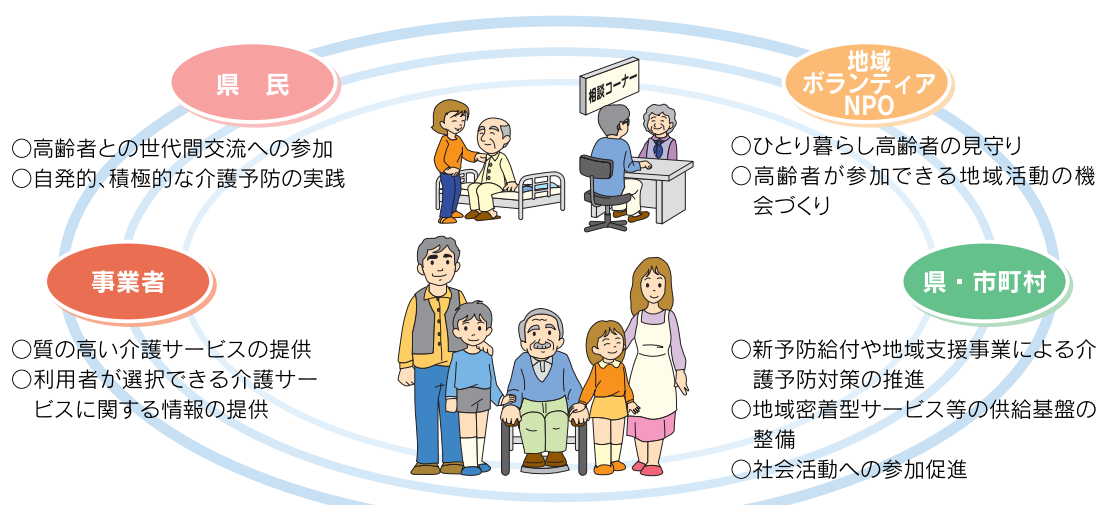 県　民
○高齢者との世代間交流への参加
○自発的、積極的な介護予防の実践
相談コーナー
地域
ボランティア
NPO
○ひとり暮らし高齢者の見守り
○高齢者が参加できる地域活動の機
会づくり
事業者
○質の高い介護サービスの提供
○利用者が選択できる介護サー
ビスに関する情報の提供
県・市町村
○新予防給付や地域支援事業による介
護予防対策の推進
○地域密着型サービス等の供給基盤の
整備
○社会活動への参加促進